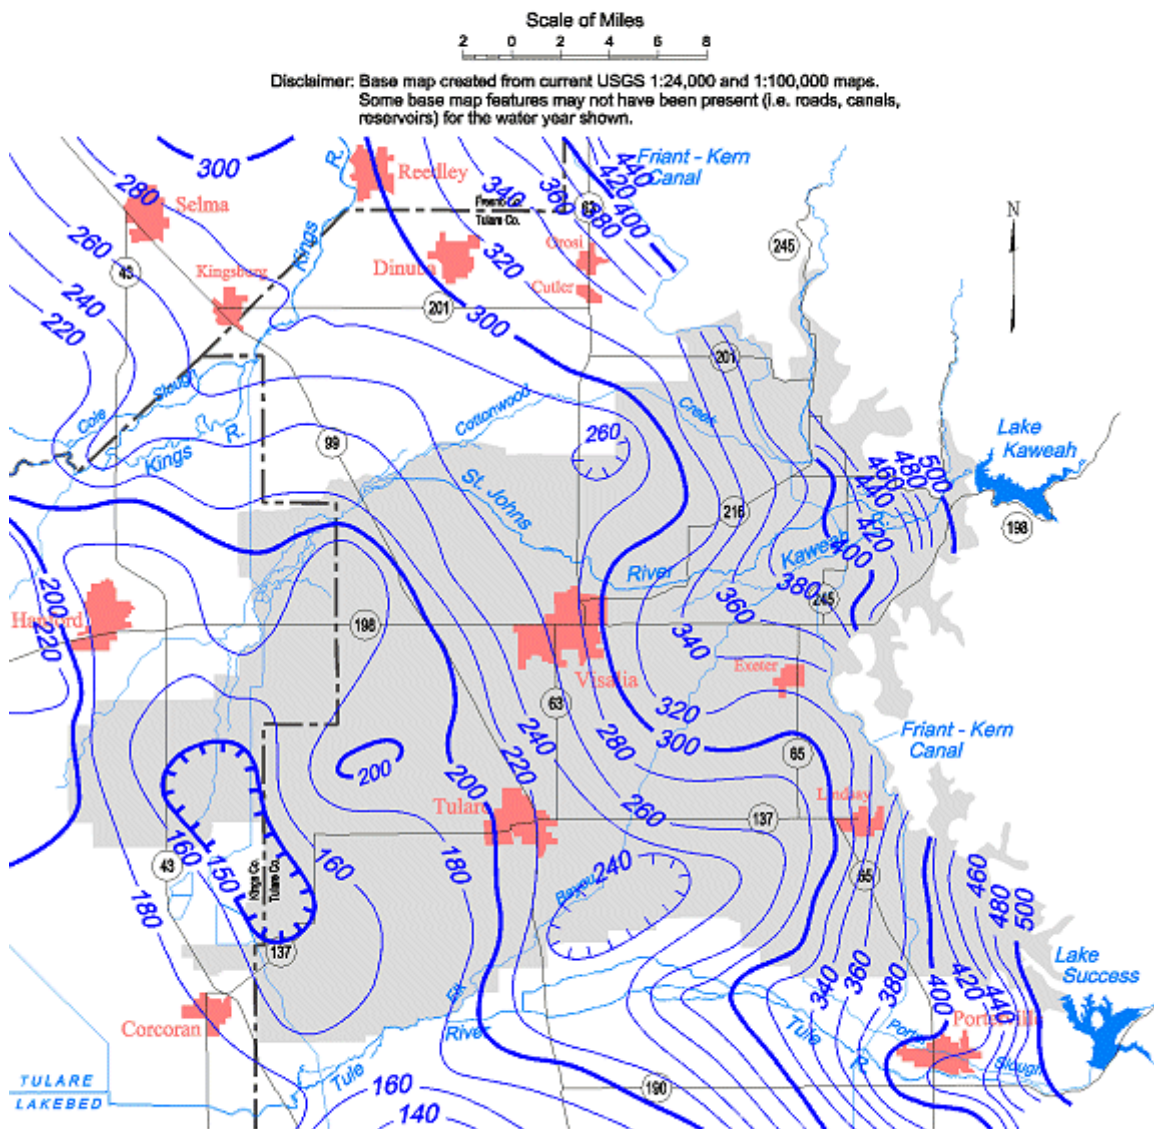 Scale of Miles
2 0 2 4 6 8
Disclaimer: Base map created from current USGS 1:24,000 and 1:100,000 maps.
Some base map features may not have been present (i.e. roads, canals,
reservoirs) for the water year shown.
300
R.
Reedley
440
420
400
Friant - Kern
Canal
280
Selma
340
360
380
63
Fresno Co.
Tulare Co.
N
260
43
Kings
Dinuba
320
Orosi
245
Kingsburg
Cutler
240
220
201
300
201
Slough
Cole
Cottonwood
Creek
Kings
R.
99
260
Lake
Kaweah
St. Johns
460
480
500
440
216
R.
420
198
Kaweah
400
River
380
245
200
220
Hanford
198
360
340
Visalia
Exeter
63
320
240
280
300
Friant - Kern
Canal
65
200
220
200
Tulare
260
Lindsay
137
160
150
43
Kings Co.
Tulare Co.
160
180
240
Bayou
65
460
480
500
180
137
340
360
380
400
420
440
Lake
Success
Elk
Corcoran
River
Tule
R.
Porter
Slough
Porterville
TULARE
LAKEBED
Tule
160
140
190